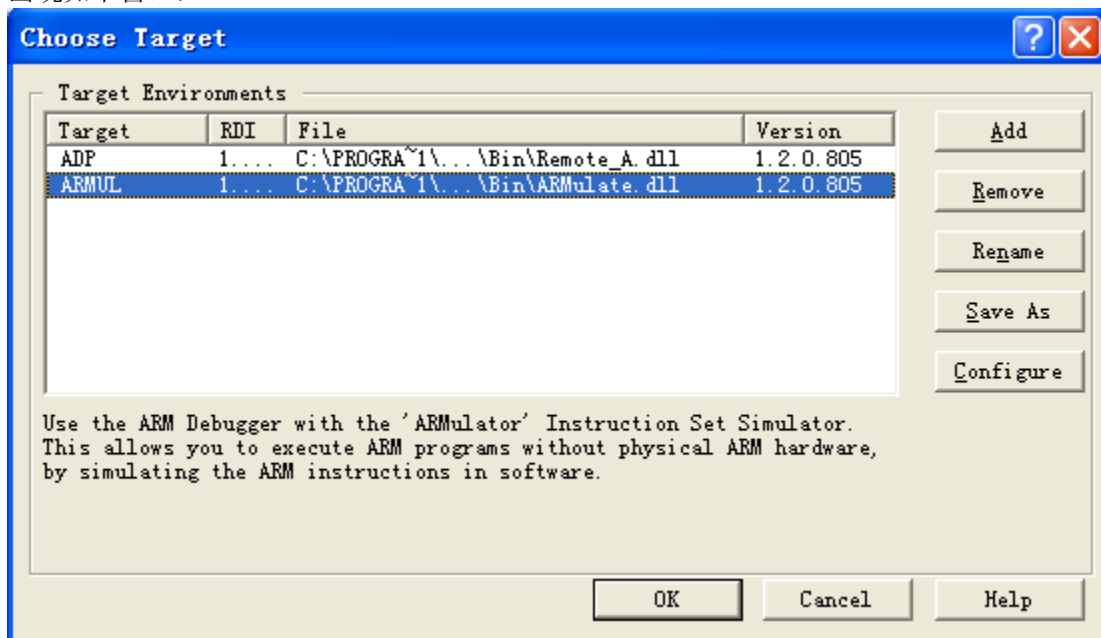 Choose Target
Target Environments
Target RDI File Version
ADP 1.... C:\PROGRA~1\...\Bin\Remote_A.dll 1.2.0.805
ARMUL 1.... C:\PROGRA~1\...\Bin\ARMulate.dll 1.2.0.805
Add
Remove
Rename
Save As
Configure
Use the ARM Debugger with the 'ARMulator' Instruction Set Simulator.
This allows you to execute ARM programs without physical ARM hardware,
by simulating the ARM instructions in software.
OK Cancel Help